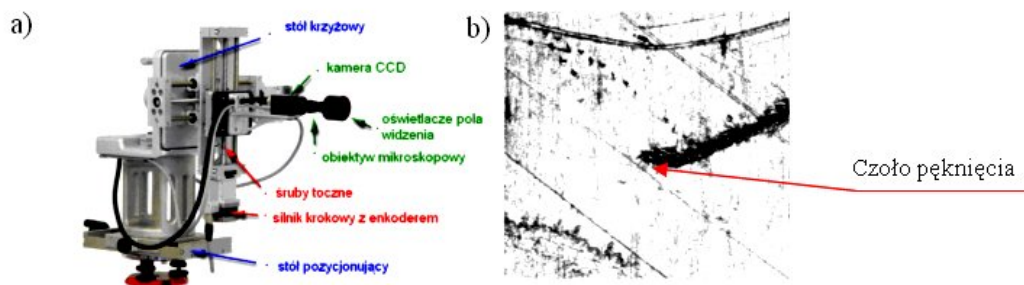 a)
stół krzyżowy
kamera CCD
oświetlacze pola
widzenia
obiektyw mikroskopowy
śruby toczne
silnik krokowy z enkoderem
stół pozycjonujący
b)
Czoło pęknięcia